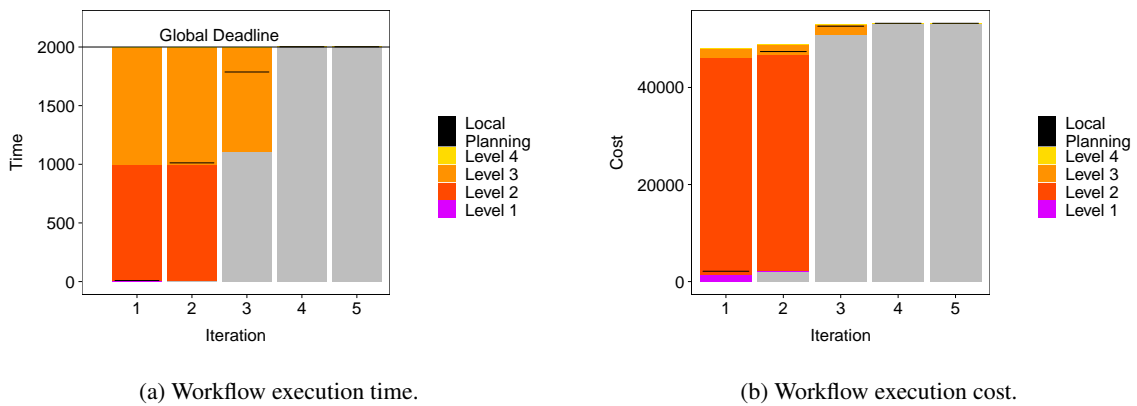 Global Deadline
2000
1500
1000
500
0
Time
1 2 3 4 5
Iteration
Local
Planning
Level 4
Level 3
Level 2
Level 1
(a) Workflow execution time.
40000
20000
0
Cost
1 2 3 4 5
Iteration
Local
Planning
Level 4
Level 3
Level 2
Level 1
(b) Workflow execution cost.